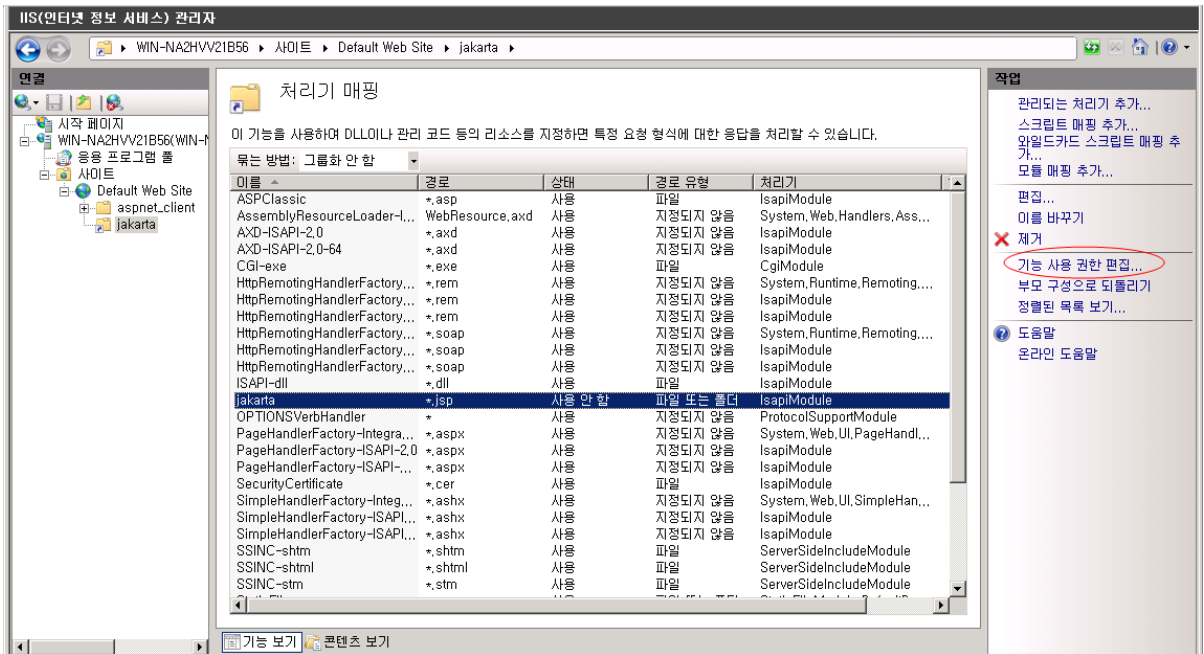 IIS(인터넷 정보 서비스) 관리자
WIN-NA2HVV21B56 ▸ 사이트 ▸ Default Web Site ▸ jakarta ▸
연결
시작 페이지
WIN-NA2HVV21B56(WIN-N
응용 프로그램 풀
사이트
Default Web Site
aspnet_client
jakarta
처리기 매핑
이 기능을 사용하여 DLL이나 관리 코드 등의 리소스를 지정하면 특정 요청 형식에 대한 응답을 처리할 수 있습니다.
묶는 방법: 그룹화 안 함
이름 경로 상태 경로 유형 처리기
ASPClassic *.asp 사용 파일 IsapiModule
AssemblyResourceLoader-I... WebResource.axd 사용 지정되지 않음 System.Web.Handlers.Ass...
AXD-ISAPI-2.0 *.axd 사용 지정되지 않음 IsapiModule
AXD-ISAPI-2.0-64 *.axd 사용 지정되지 않음 IsapiModule
CGI-exe *.exe 사용 파일 CgiModule
HttpRemotingHandlerFactory... *.rem 사용 지정되지 않음 System.Runtime.Remoting....
HttpRemotingHandlerFactory... *.rem 사용 지정되지 않음 IsapiModule
HttpRemotingHandlerFactory... *.rem 사용 지정되지 않음 IsapiModule
HttpRemotingHandlerFactory... *.soap 사용 지정되지 않음 System.Runtime.Remoting....
HttpRemotingHandlerFactory... *.soap 사용 지정되지 않음 IsapiModule
HttpRemotingHandlerFactory... *.soap 사용 지정되지 않음 IsapiModule
ISAPI-dll *.dll 사용 파일 IsapiModule
jakarta *.jsp 사용 안 함 파일 또는 폴더 IsapiModule
OPTIONSVerbHandler * 사용 지정되지 않음 ProtocolSupportModule
PageHandlerFactory-Integra... *.aspx 사용 지정되지 않음 System.Web.UI.PageHandl...
PageHandlerFactory-ISAPI-2.0 *.aspx 사용 지정되지 않음 IsapiModule
PageHandlerFactory-ISAPI-... *.aspx 사용 지정되지 않음 IsapiModule
SecurityCertificate *.cer 사용 파일 IsapiModule
SimpleHandlerFactory-Integ... *.ashx 사용 지정되지 않음 System.Web.UI.SimpleHan...
SimpleHandlerFactory-ISAPI... *.ashx 사용 지정되지 않음 IsapiModule
SimpleHandlerFactory-ISAPI... *.ashx 사용 지정되지 않음 IsapiModule
SSINC-shtm *.shtm 사용 파일 ServerSideIncludeModule
SSINC-shtml *.shtml 사용 파일 ServerSideIncludeModule
SSINC-stm *.stm 사용 파일 ServerSideIncludeModule
기능 보기 콘텐츠 보기
작업
관리되는 처리기 추가...
스크립트 매핑 추가...
와일드카드 스크립트 매핑 추
가...
모듈 매핑 추가...
편집...
이름 바꾸기
제거
기능 사용 권한 편집...
부모 구성으로 되돌리기
정렬된 목록 보기...
도움말
온라인 도움말